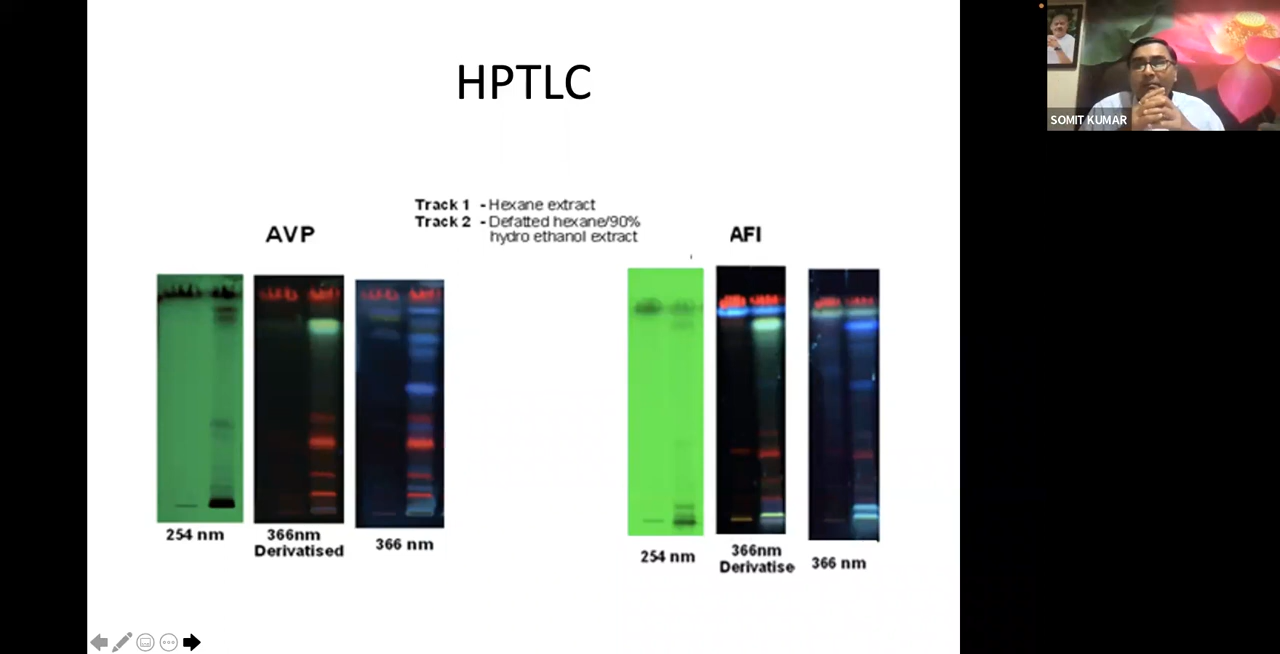 HPTLC
Track 1 - Hexane extract
Track 2 - Defatted hexane/90%
hydro ethanol extract
AVP
AFI
254 nm
366nm
Derivatised
366 nm
254 nm
366nm
Derivatise
366 nm
SOMIT KUMAR